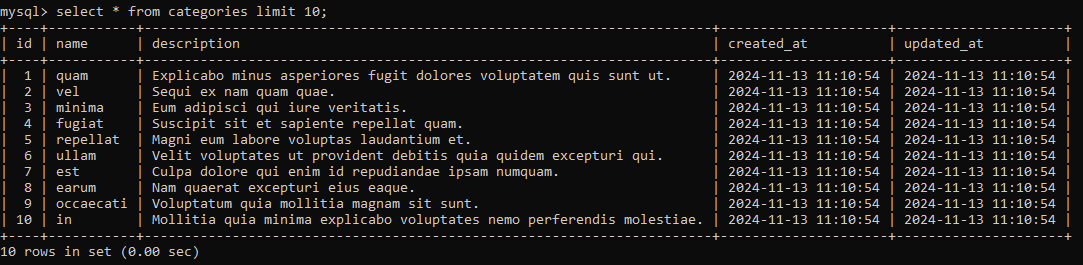 mysql> select * from categories limit 10;
+----+-----------+----------------------------------------------------------------------+---------------------+---------------------+
| id | name      | description                                                          | created_at          | updated_at          |
+----+-----------+----------------------------------------------------------------------+---------------------+---------------------+
|  1 | quam      | Explicabo minus asperiores fugit dolores voluptatem quis sunt ut.    | 2024-11-13 11:10:54 | 2024-11-13 11:10:54 |
|  2 | vel       | Sequi ex nam quam quae.                                              | 2024-11-13 11:10:54 | 2024-11-13 11:10:54 |
|  3 | minima    | Eum adipisci qui iure veritatis.                                     | 2024-11-13 11:10:54 | 2024-11-13 11:10:54 |
|  4 | fugiat    | Suscipit sit et sapiente repellat quam.                              | 2024-11-13 11:10:54 | 2024-11-13 11:10:54 |
|  5 | repellat  | Magni eum labore voluptas laudantium et.                             | 2024-11-13 11:10:54 | 2024-11-13 11:10:54 |
|  6 | ullam     | Velit voluptates ut provident debitis quia quidem excepturi qui.     | 2024-11-13 11:10:54 | 2024-11-13 11:10:54 |
|  7 | est       | Culpa dolore qui enim id repudiandae ipsam numquam.                  | 2024-11-13 11:10:54 | 2024-11-13 11:10:54 |
|  8 | earum     | Nam quaerat excepturi eius eaque.                                    | 2024-11-13 11:10:54 | 2024-11-13 11:10:54 |
|  9 | occaecati | Voluptatum quia mollitia magnam sit sunt.                            | 2024-11-13 11:10:54 | 2024-11-13 11:10:54 |
| 10 | in        | Mollitia quia minima explicabo voluptates nemo perferendis molestiae. | 2024-11-13 11:10:54 | 2024-11-13 11:10:54 |
+----+-----------+----------------------------------------------------------------------+---------------------+---------------------+
10 rows in set (0.00 sec)